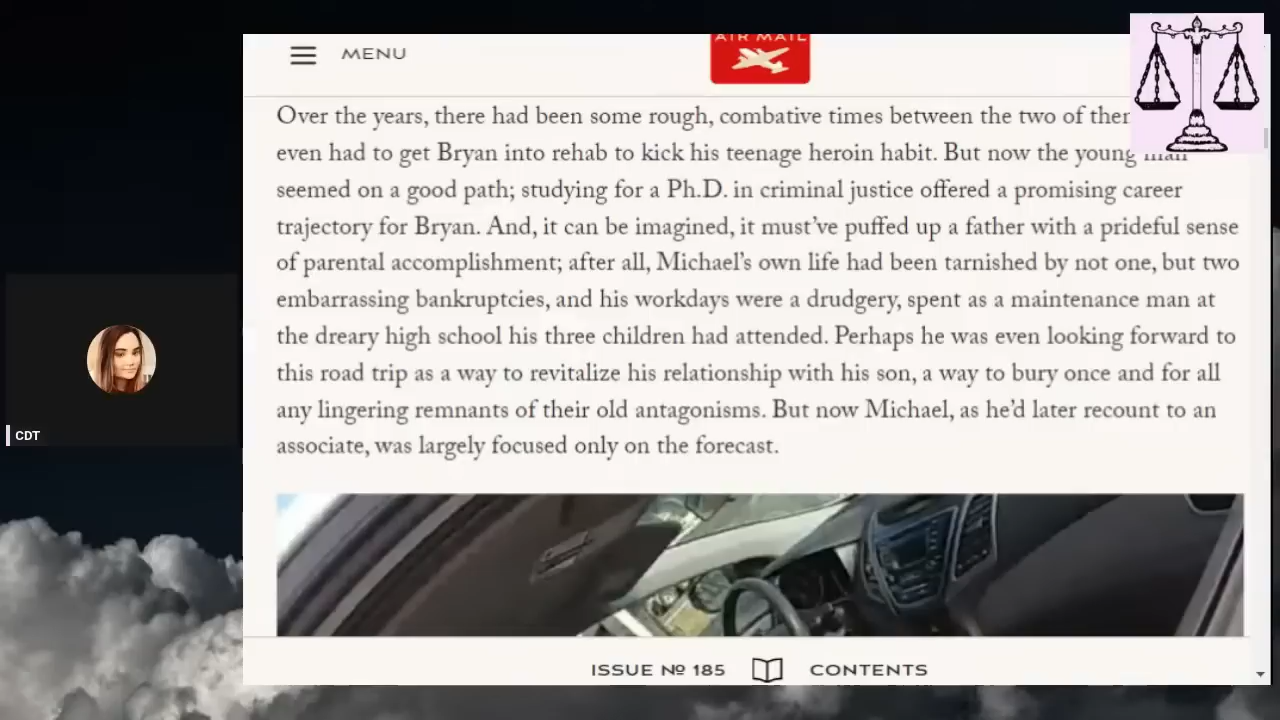 MENU
AIR MAIL
Over the years, there had been some rough, combative times between the two of
even had to get Bryan into rehab to kick his teenage heroin habit. But now the young man
seemed on a good path; studying for a Ph.D. in criminal justice offered a promising career
trajectory for Bryan. And, it can be imagined, it must’ve puffed up a father with a prideful sense
of parental accomplishment; after all, Michael’s own life had been tarnished by not one, but two
embarrassing bankruptcies, and his workdays were a drudgery, spent as a maintenance man at
the dreary high school his three children had attended. Perhaps he was even looking forward to
this road trip as a way to revitalize his relationship with his son, a way to bury once and for all
any lingering remnants of their old antagonisms. But now Michael, as he’d later recount to an
associate, was largely focused only on the forecast.
CDT
ISSUE Nº 185
CONTENTS